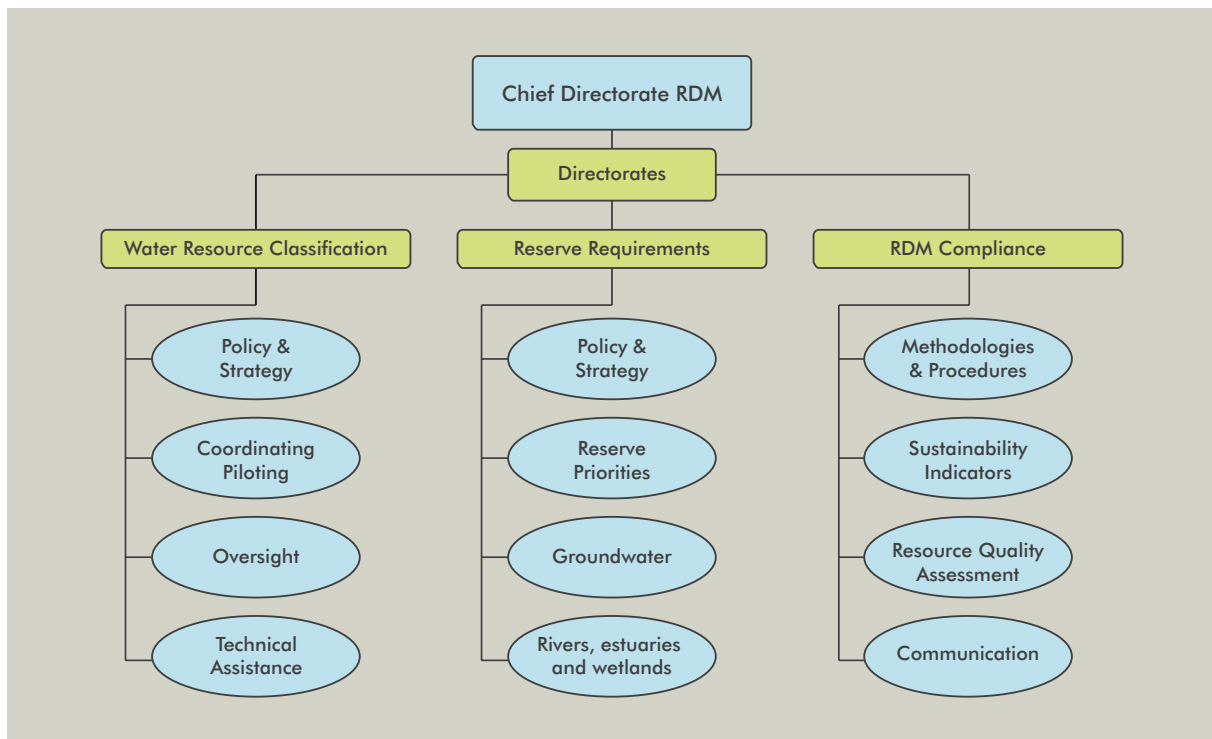 Chief Directorate RDM
Directorates
Water Resource Classification
Reserve Requirements
RDM Compliance
Policy &
Strategy
Coordinating
Piloting
Oversight
Technical
Assistance
Policy &
Strategy
Reserve
Priorities
Groundwater
Rivers, estuaries
and wetlands
Methodologies
& Procedures
Sustainability
Indicators
Resource Quality
Assessment
Communication